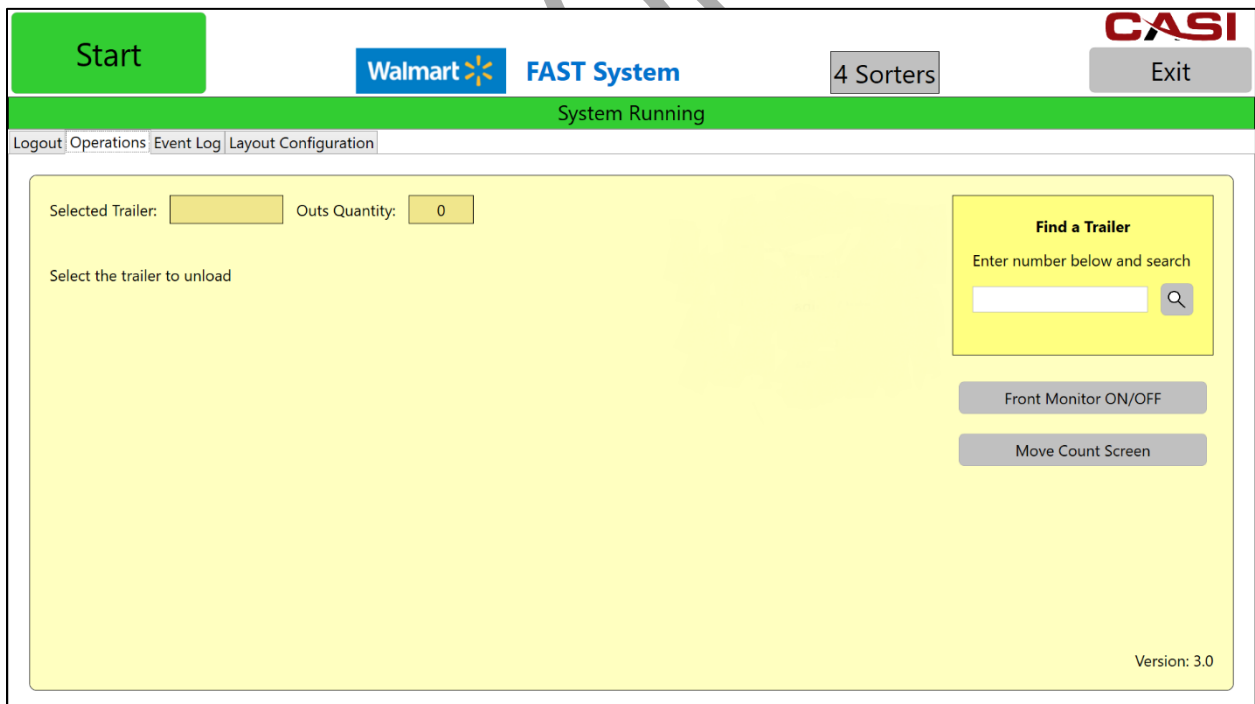 CASI
Start
Walmart
FAST System
4 Sorters
Exit
System Running
Logout Operations Event Log Layout Configuration
Selected Trailer:
Outs Quantity: 0
Find a Trailer
Enter number below and search
Select the trailer to unload
Front Monitor ON/OFF
Move Count Screen
Version: 3.0